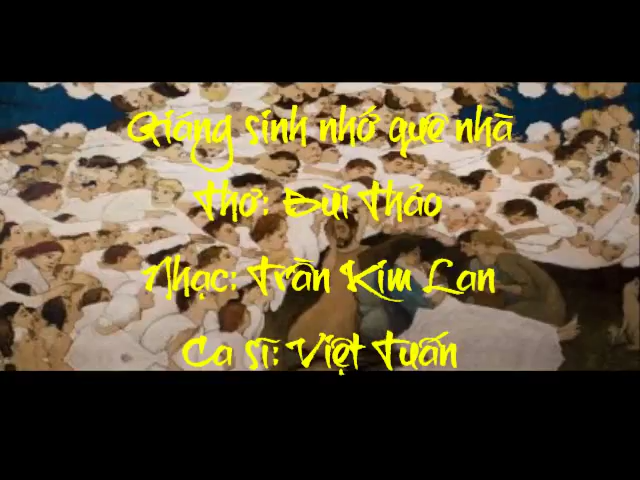 Giáng sinh nhớ quê nhà
Thơ: Bùi Thảo
Nhạc: Trần Kim Lan
Ca sĩ: Việt Tuấn